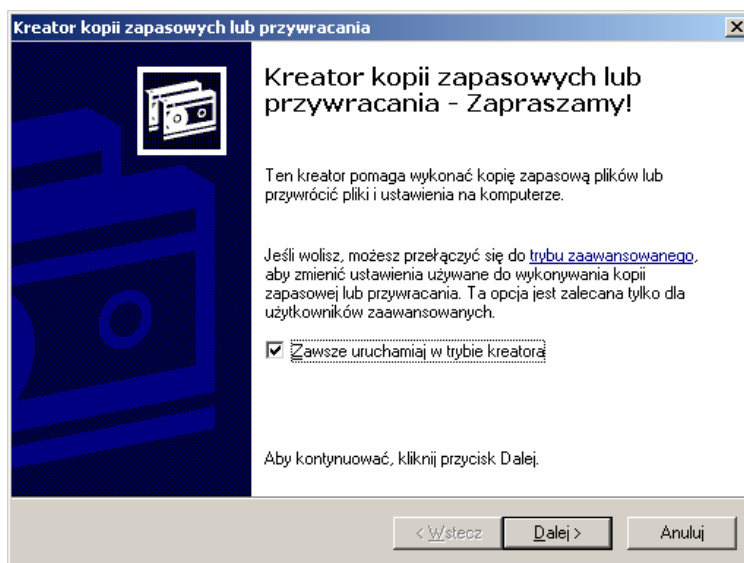 Kreator kopii zapasowych lub przywracania
Kreator kopii zapasowych lub
przywracania - Zapraszamy!
Ten kreator pomaga wykonać kopię zapasową plików lub
przywrócić pliki i ustawienia na komputerze.
Jeśli wolisz, możesz przełączyć się do trybu zaawansowanego,
aby zmienić ustawienia używane do wykonywania kopii
zapasowej lub przywracania. Ta opcja jest zalecana tylko dla
użytkowników zaawansowanych.
Zawsze uruchamiaj w trybie kreatora
Aby kontynuować, kliknij przycisk Dalej.
< Wstecz Dalej > Anuluj